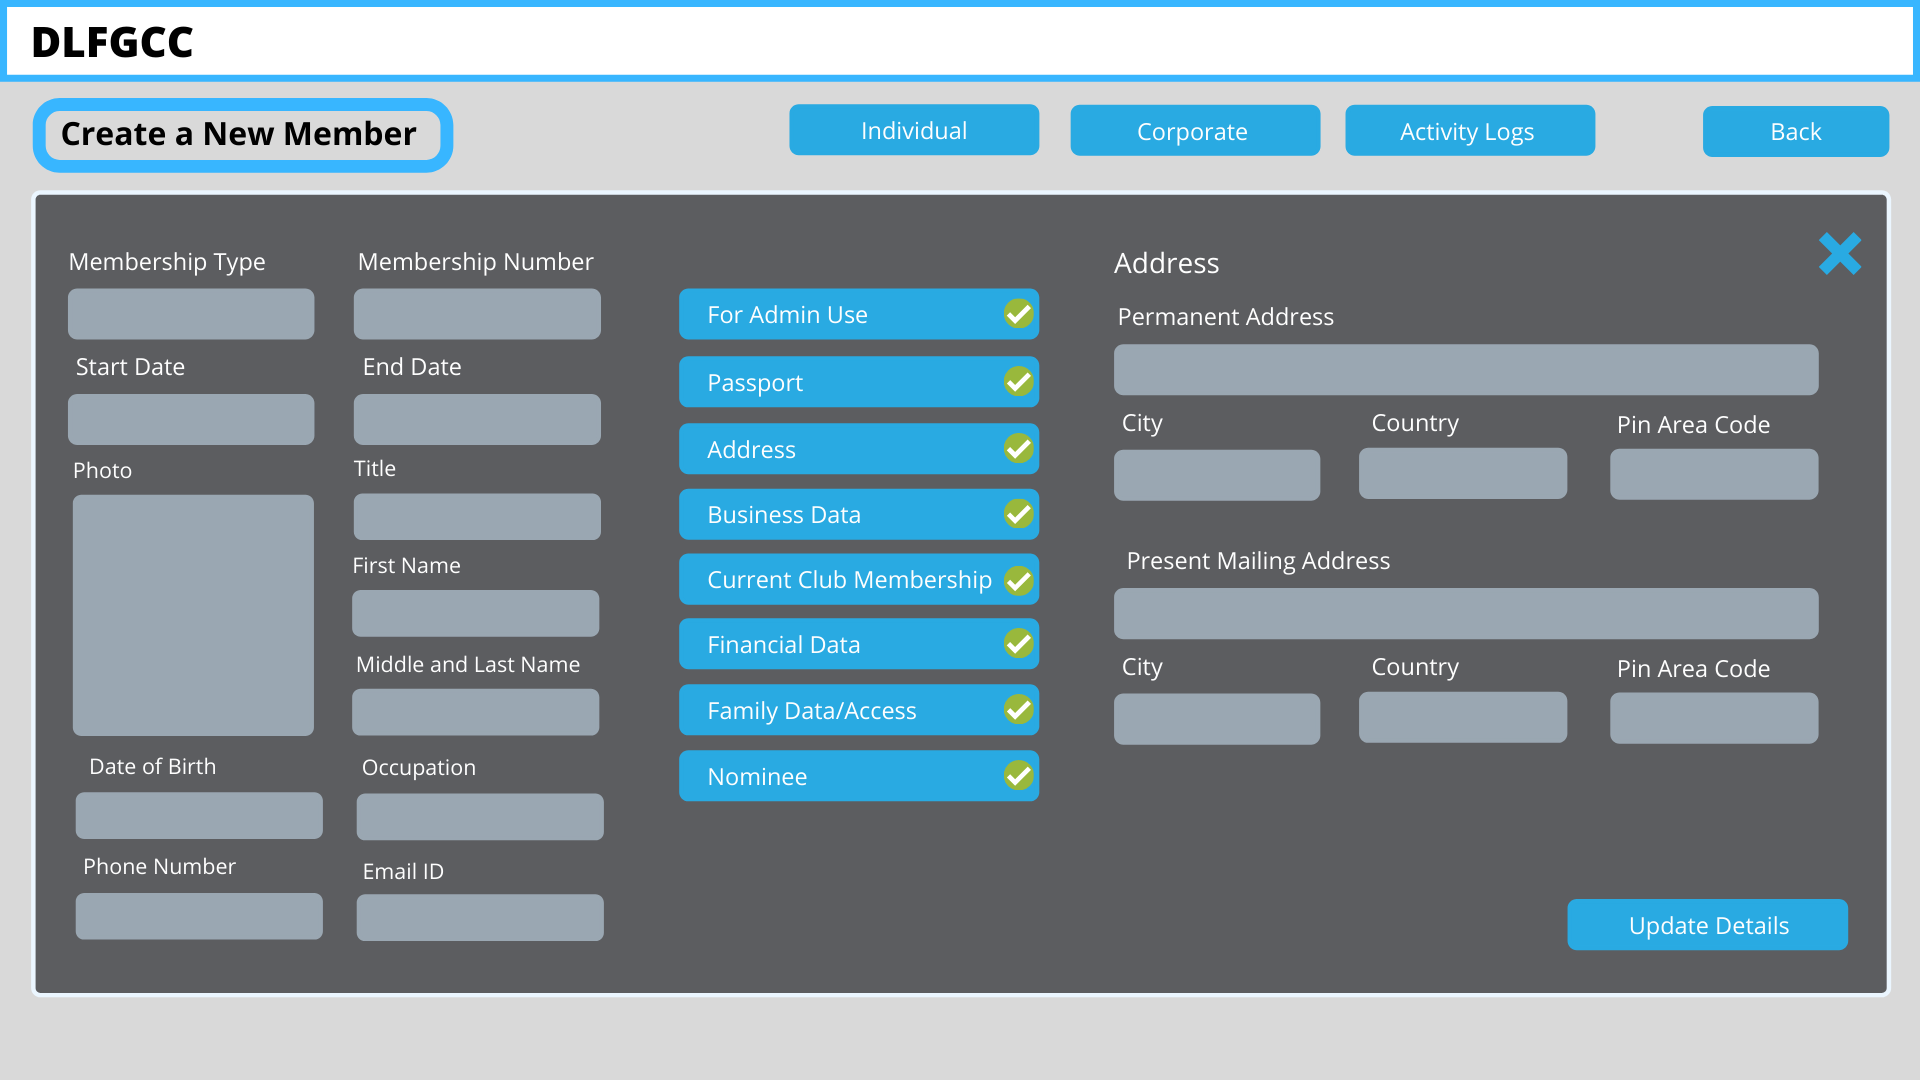 DLFGCC
Create a New Member
Individual
Corporate
Activity Logs
Back
Membership Type
Membership Number
Start Date
End Date
Photo
Title
First Name
Middle and Last Name
Date of Birth
Occupation
Phone Number
Email ID
For Admin Use
Passport
Address
Business Data
Current Club Membership
Financial Data
Family Data/Access
Nominee
Address
Permanent Address
City
Country
Pin Area Code
Present Mailing Address
City
Country
Pin Area Code
Update Details